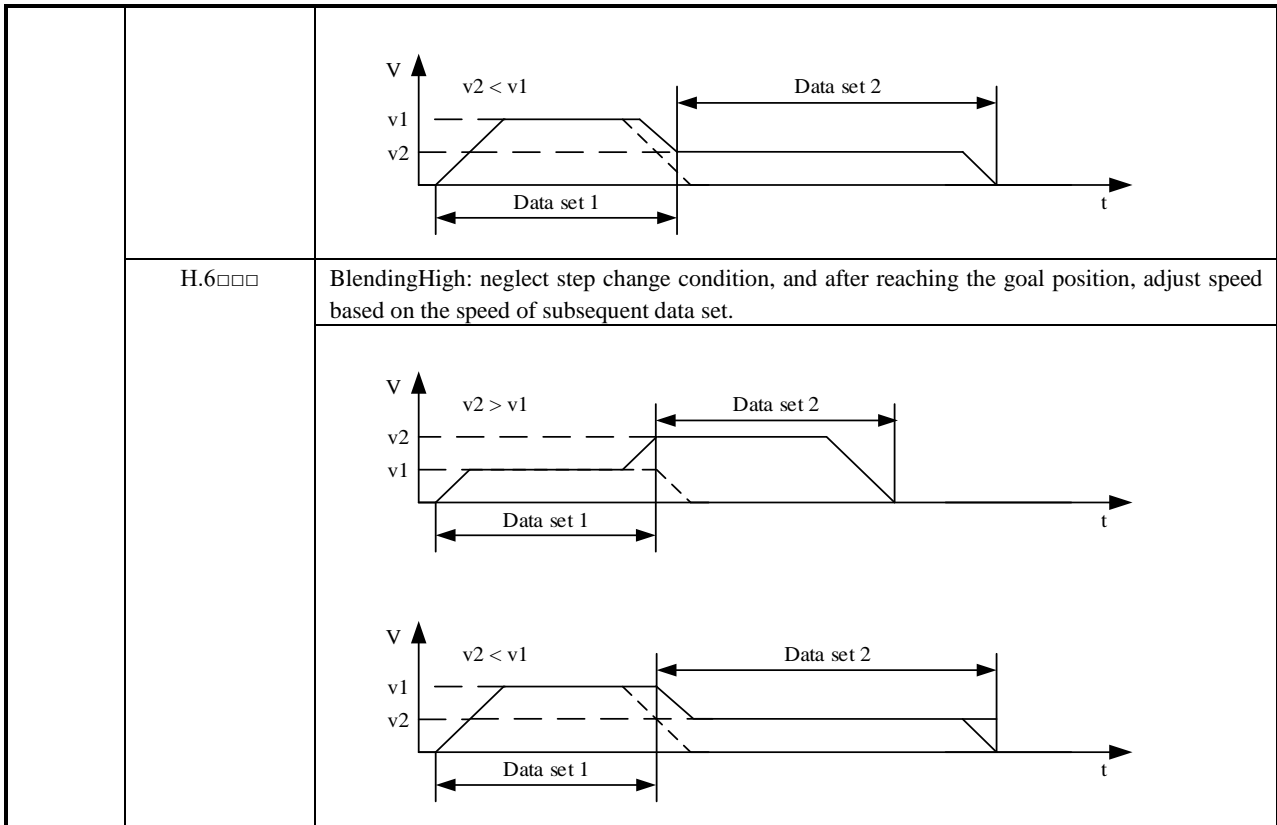 V
v2 < v1
Data set 2
v1
v2
Data set 1
t
H.6□□□
BlendingHigh: neglect step change condition, and after reaching the goal position, adjust speed
based on the speed of subsequent data set.
V
v2 > v1
Data set 2
v2
v1
Data set 1
t
V
v2 < v1
Data set 2
v1
v2
Data set 1
t